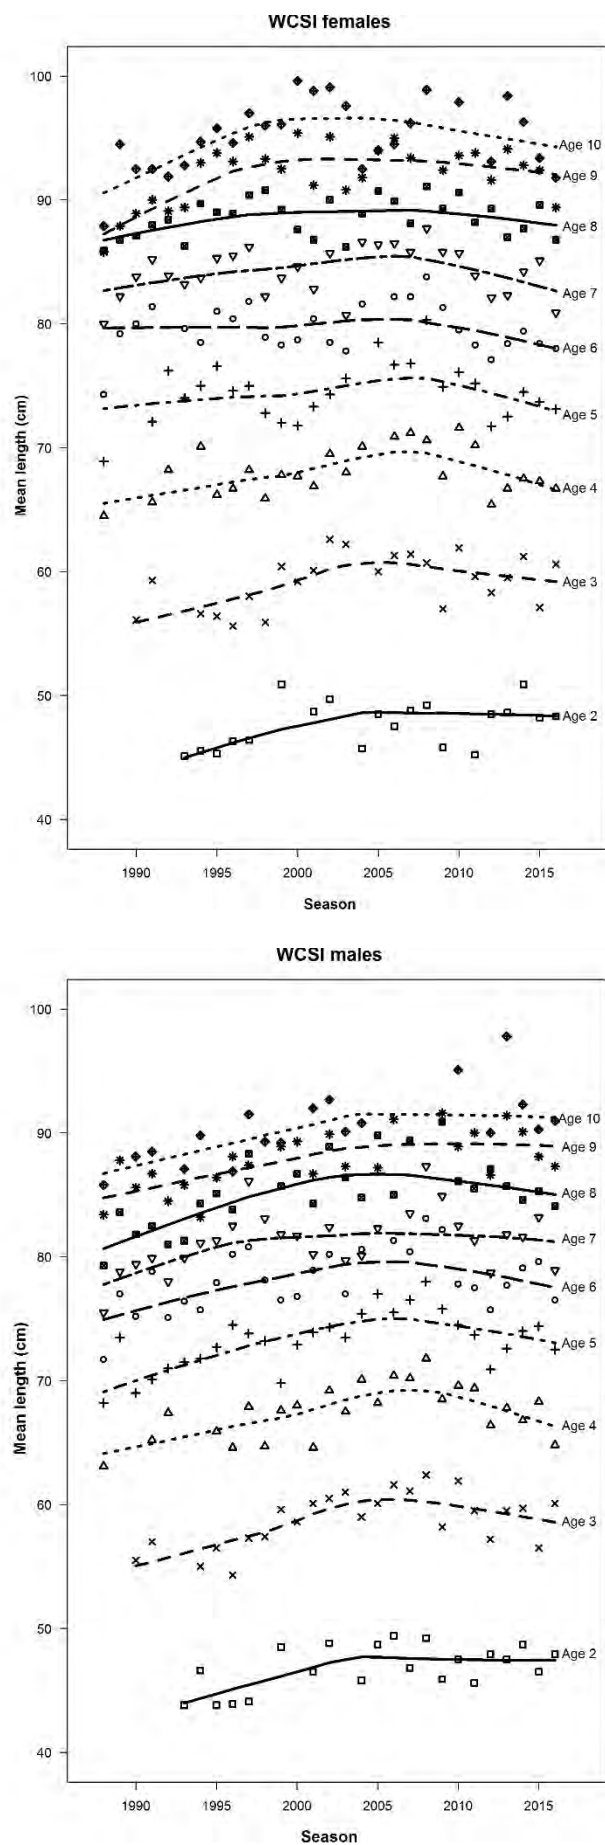 WCSI females
100
90
80
70
60
50
40
Mean length (cm)
Age 10
Age 9
Age 8
Age 7
Age 6
Age 5
Age 4
Age 3
Age 2
1990 1995 2000 2005 2010 2015
Season
WCSI males
100
90
80
70
60
50
40
Mean length (cm)
Age 10
Age 9
Age 8
Age 7
Age 6
Age 5
Age 4
Age 3
Age 2
1990 1995 2000 2005 2010 2015
Season